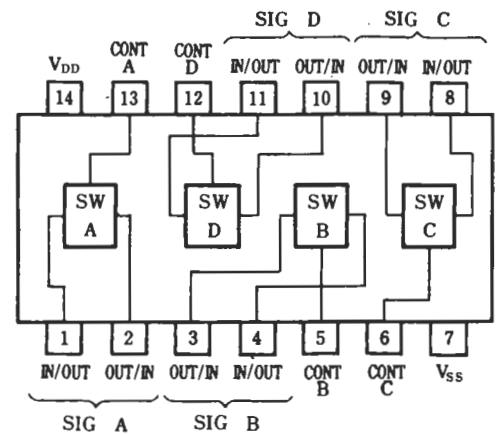 SIG D SIG C
V_DD CONT A CONT D IN/OUT OUT/IN OUT/IN IN/OUT
14 13 12 11 10 9 8
SW A SW D SW B SW C
1 2 3 4 5 6 7
IN/OUT OUT/IN OUT/IN IN/OUT CONT B CONT C V_SS
SIG A SIG B